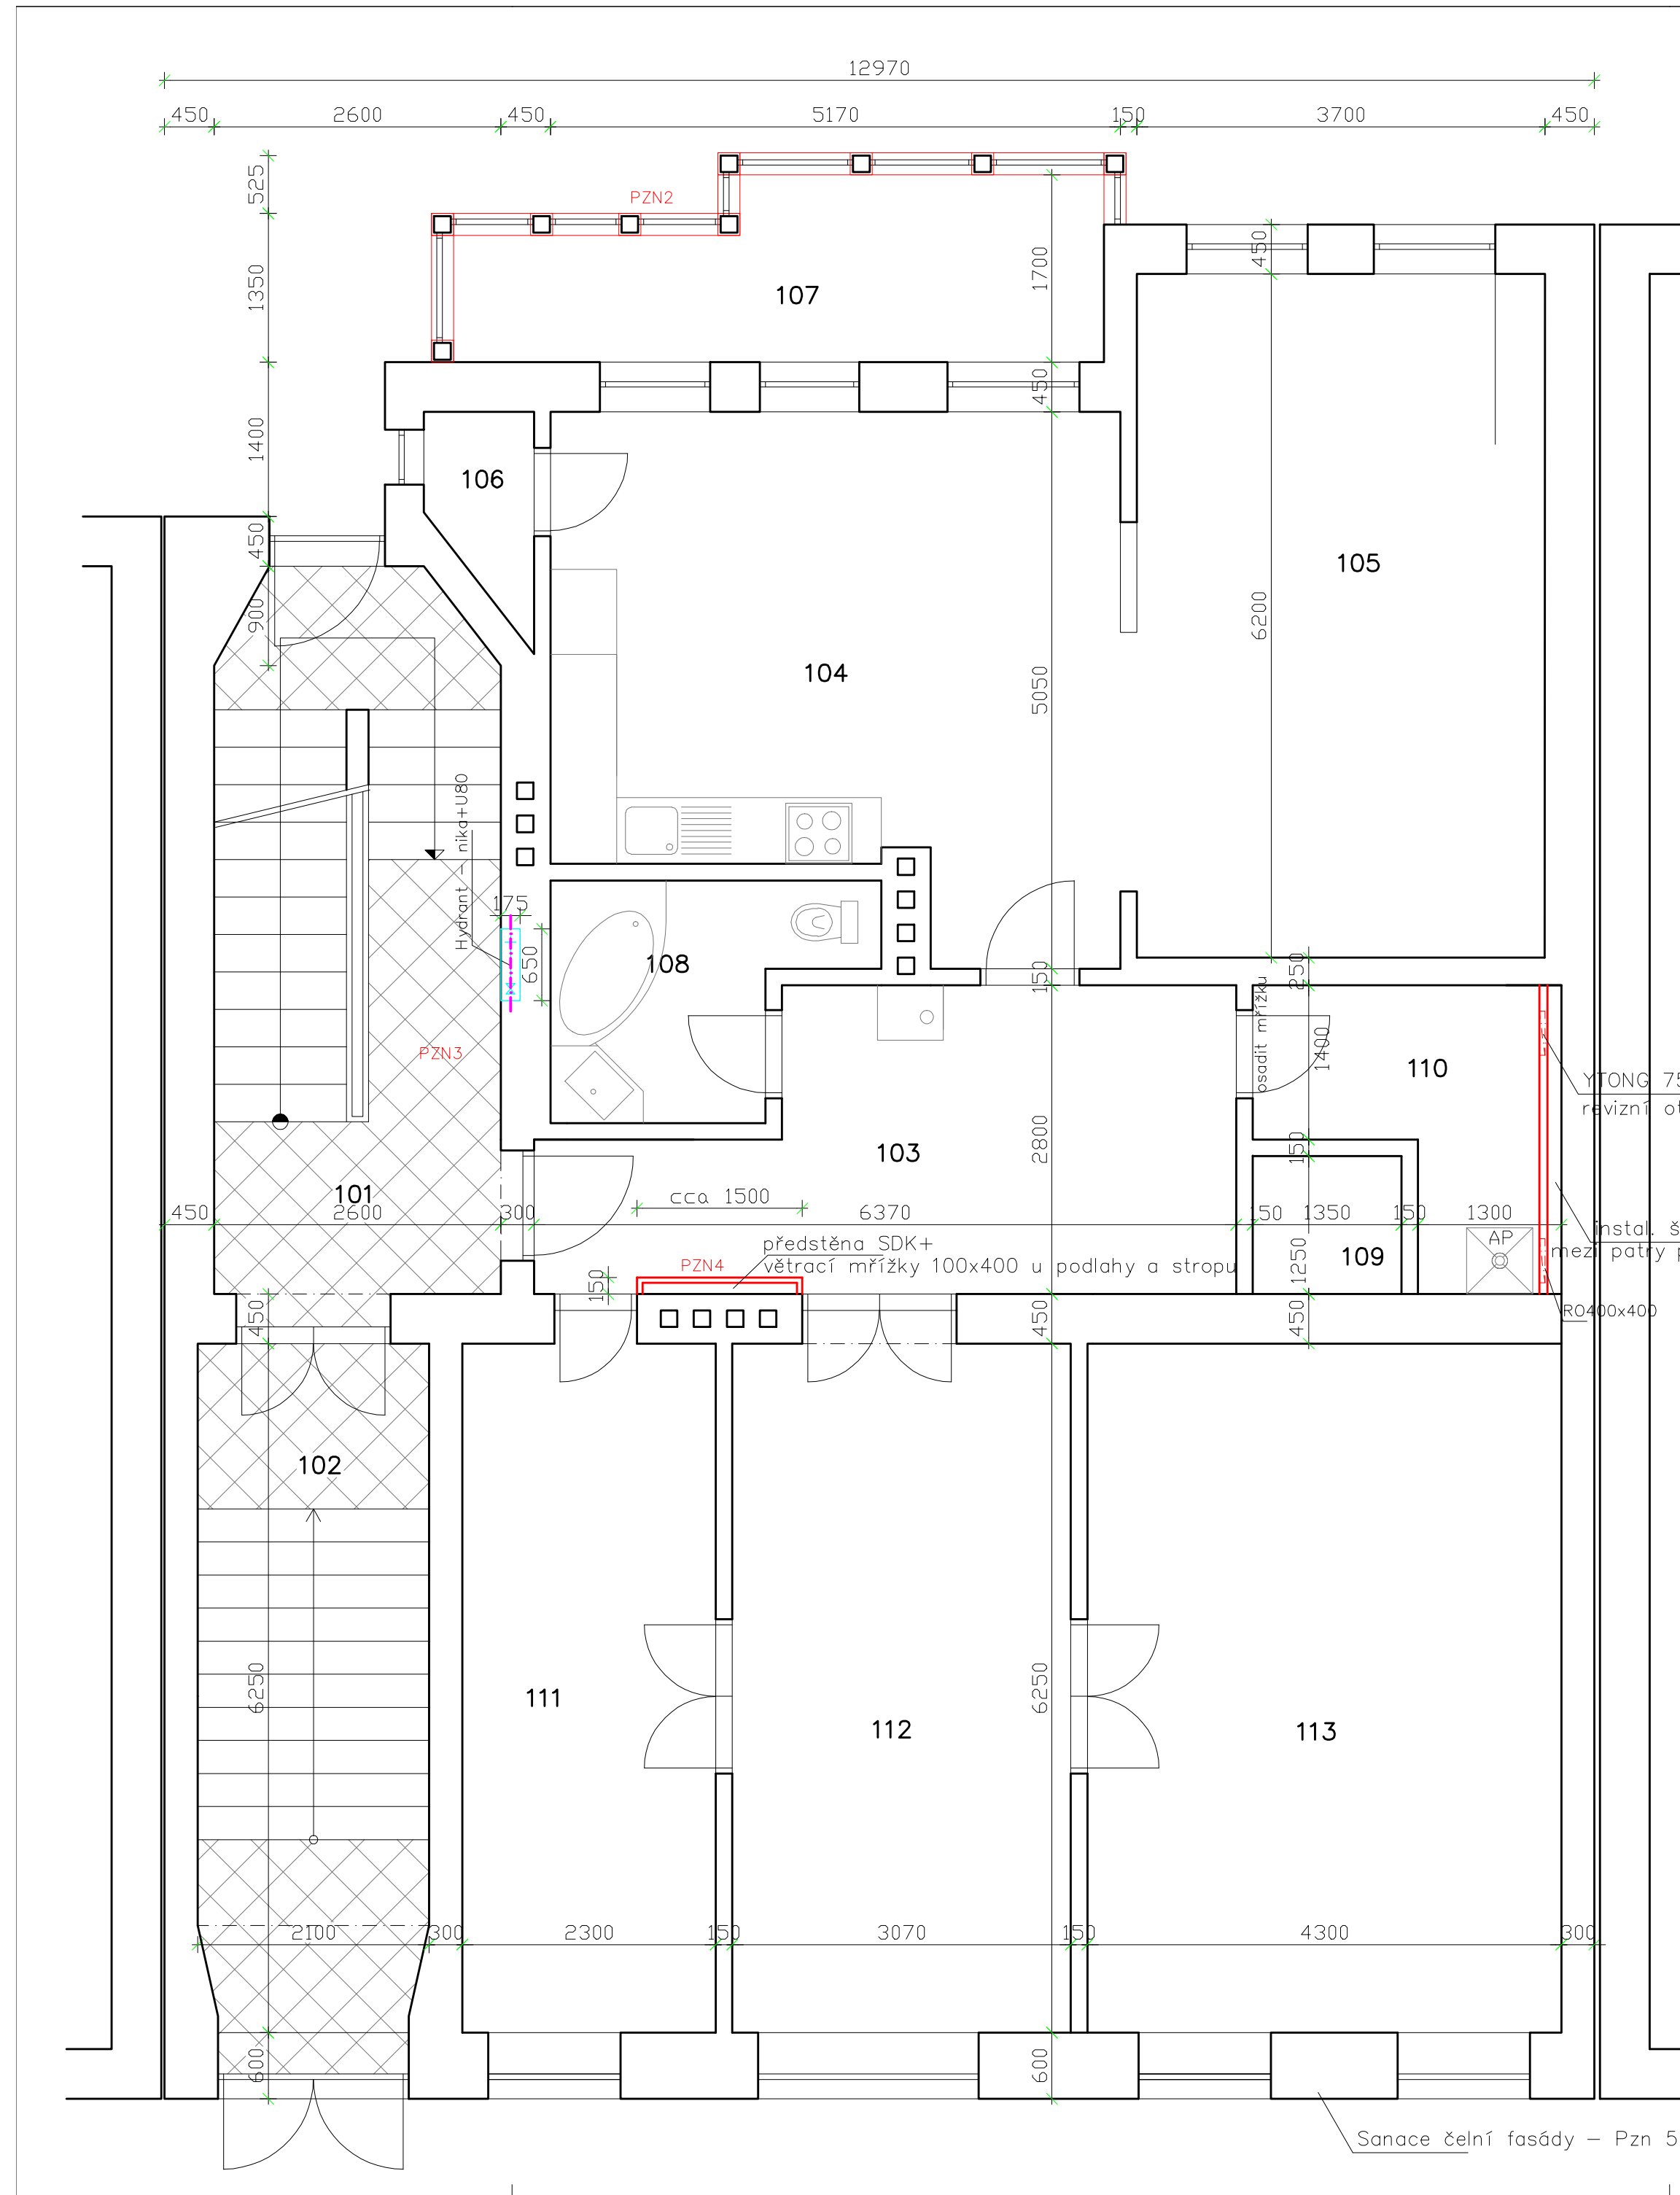 12970
450 2600 450 5170 150 3700 450
525
PZN2
1350
1700
450
107
1400
450
106
450
105
900
6200
104
5050
Hydrant – nika+U80
175
650
108
150
250
osadit mřížku
1400
110
PZN3
YTONG 75
revizní
103
2800
150
101
cca 1500
450 2600 300 6370 150 1350 150 1300
instal.
AP
předstěna SDK+
mezi patry
109
PZN4
větrací mřížky 100x400 u podlahy a stropu
150
1250
RO400x400
450
450
450
102
6250
6250
111
112
113
2100 300 2300 150 3070 150 4300 300
600
600
Sanace čelní fasády – Pzn 5